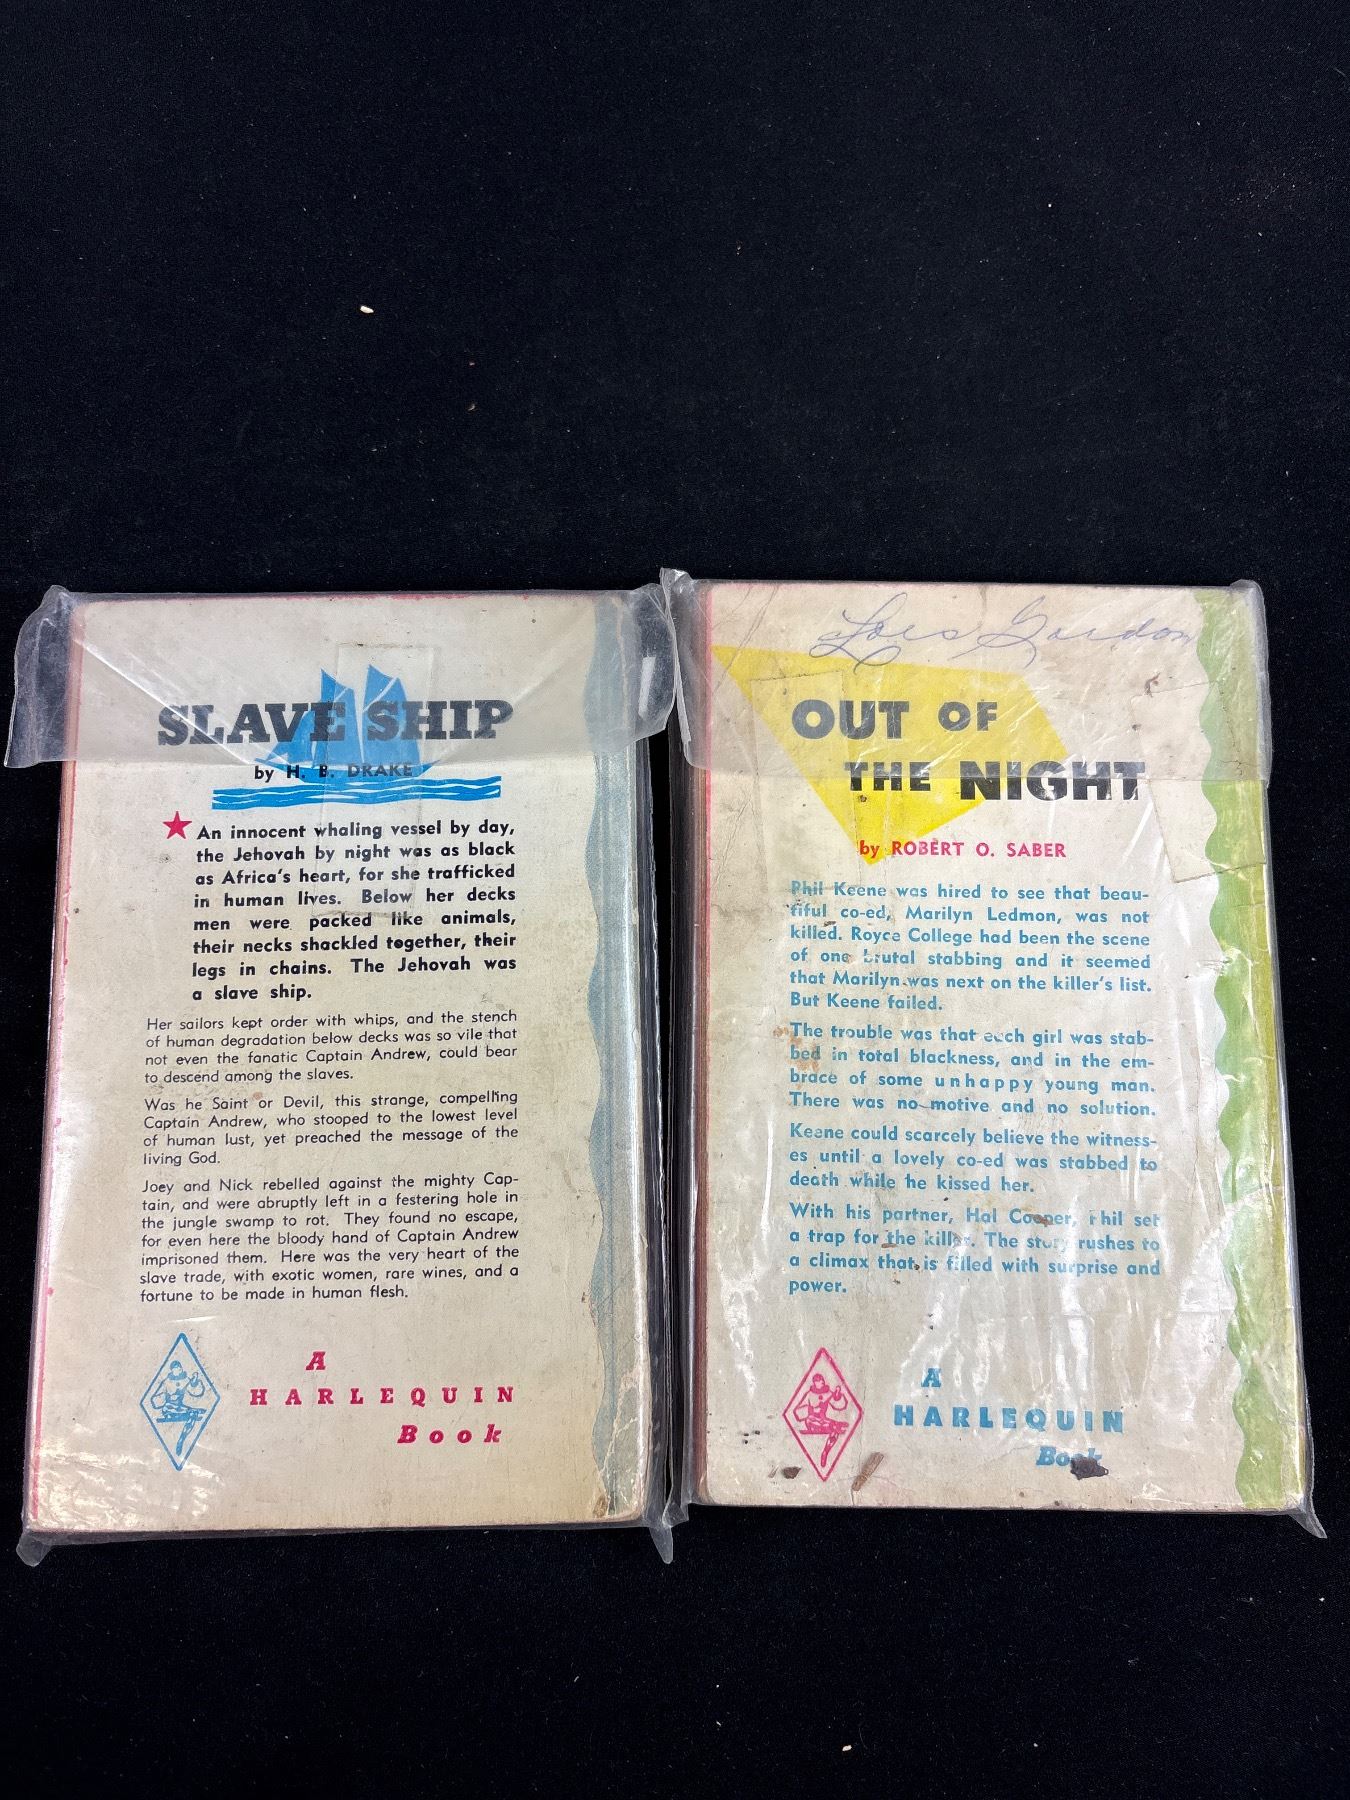 SLAVE SHIP
by H. B. DRAKE
An innocent whaling vessel by day,
the Jehovah by night was as black
as Africa's heart, for she trafficked
in human lives. Below her decks
men were packed like animals,
their necks shackled together, their
legs in chains. The Jehovah was
a slave ship.
Her sailors kept order with whips, and the stench
of human degradation below decks was so vile that
not even the fanatic Captain Andrew, could bear
to descend among the slaves.
Was he Saint or Devil, this strange, compelling
Captain Andrew, who stooped to the lowest level
of human lust, yet preached the message of the
living God.
Joey and Nick rebelled against the mighty Cap-
tain, and were abruptly left in a festering hole in
the jungle swamp to rot. They found no escape,
for even here the bloody hand of Captain Andrew
imprisoned them. Here was the very heart of the
slave trade, with exotic women, rare wines, and a
fortune to be made in human flesh.
A
HARLEQUIN
Book
Lois Gordon
OUT OF
THE NIGHT
by ROBERT O. SABER
Phil Keene was hired to see that beau-
tiful co-ed, Marilyn Ledmon, was not
killed. Royce College had been the scene
of one brutal stabbing and it seemed
that Marilyn was next on the killer's list.
But Keene failed.
The trouble was that each girl was stab-
bed in total blackness, and in the em-
brace of some unhappy young man.
There was no motive and no solution.
Keene could scarcely believe the witness-
es until a lovely co-ed was stabbed to
death while he kissed her.
With his partner, Hal Cooper, Phil set
a trap for the killer. The story rushes to
a climax that is filled with surprise and
power.
A
HARLEQUIN
Book